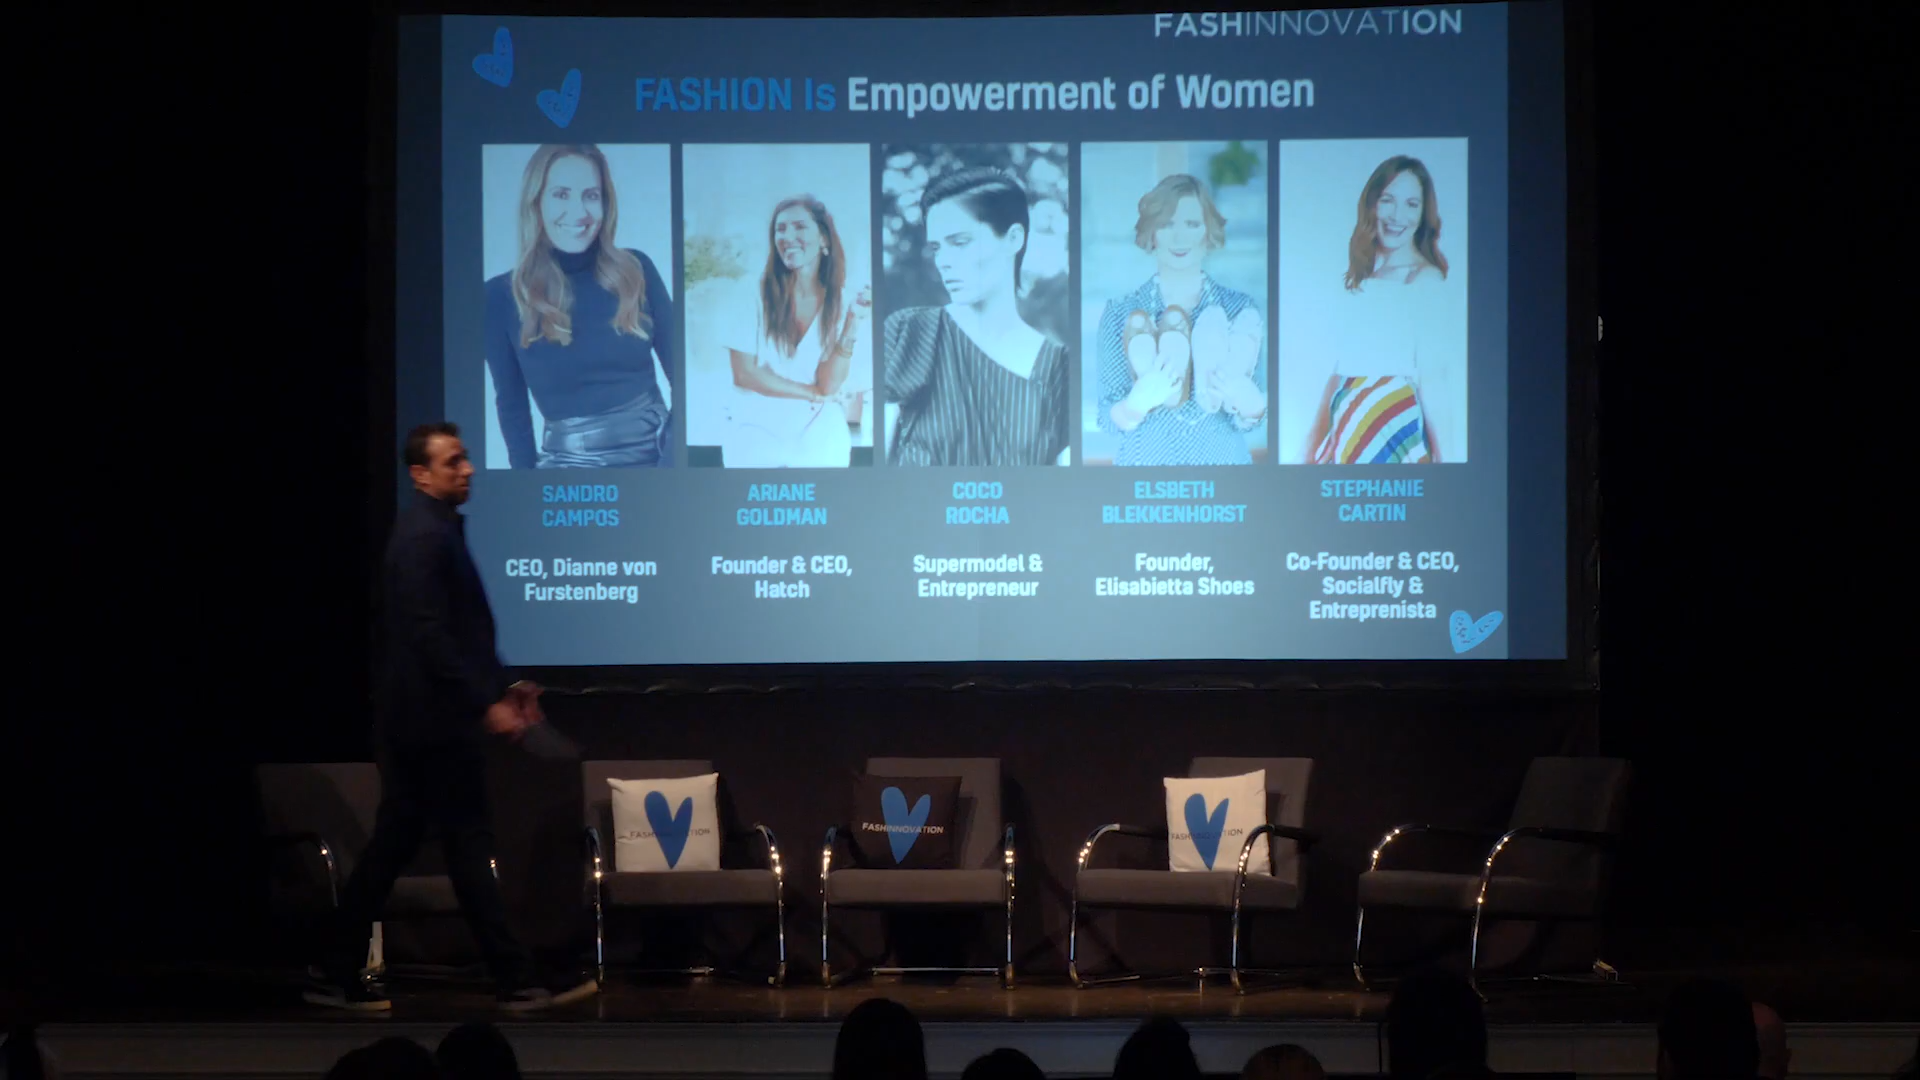 FASHINNOVATION
FASHION Is Empowerment of Women
SANDRO
CAMPOS
CEO, Dianne von
Furstenberg
ARIANE
GOLDMAN
Founder & CEO,
Hatch
COCO
ROCHA
Supermodel &
Entrepreneur
ELSBETH
BLEKKENHORST
Founder,
Elisabietta Shoes
STEPHANIE
CARTIN
Co-Founder & CEO,
Socialfly &
Entreprenista
FASHINNOVATION
FASHINNOVATION
FASHINNOVATION